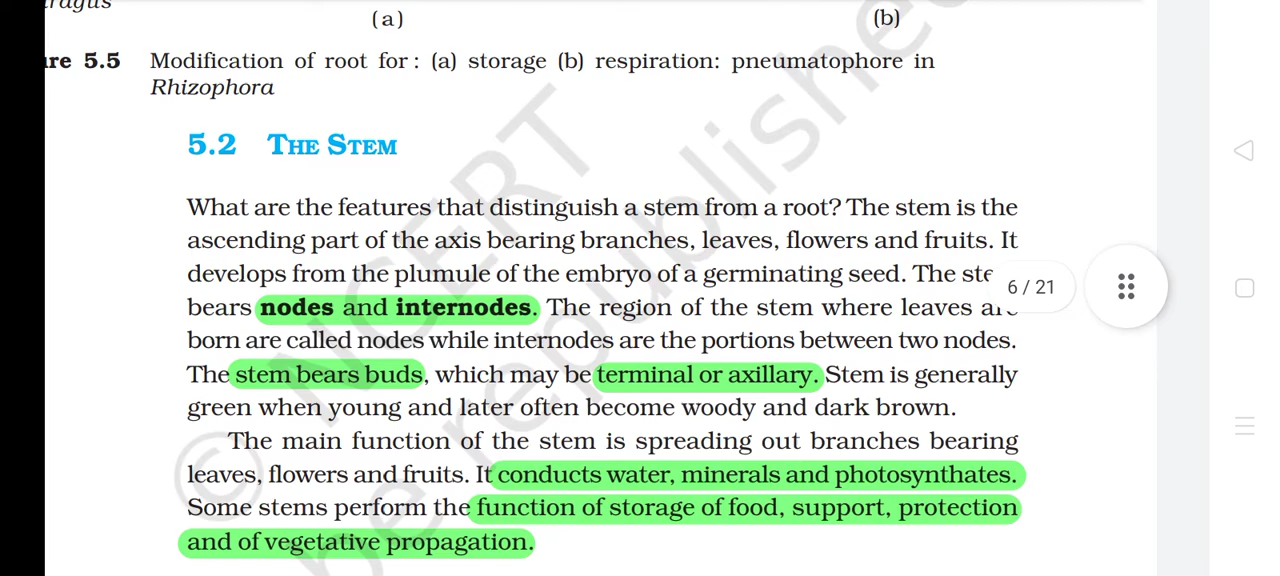 (a) (b)
5.5 Modification of root for : (a) storage (b) respiration: pneumatophore in
Rhizophora
5.2 THE STEM
What are the features that distinguish a stem from a root? The stem is the
ascending part of the axis bearing branches, leaves, flowers and fruits. It
develops from the plumule of the embryo of a germinating seed. The
6 / 21
bears nodes and internodes. The region of the stem where leaves are
born are called nodes while internodes are the portions between two nodes.
The stem bears buds, which may be terminal or axillary. Stem is generally
green when young and later often become woody and dark brown.
The main function of the stem is spreading out branches bearing
leaves, flowers and fruits. It conducts water, minerals and photosynthates.
Some stems perform the function of storage of food, support, protection
and of vegetative propagation.
© NCERT
be republished